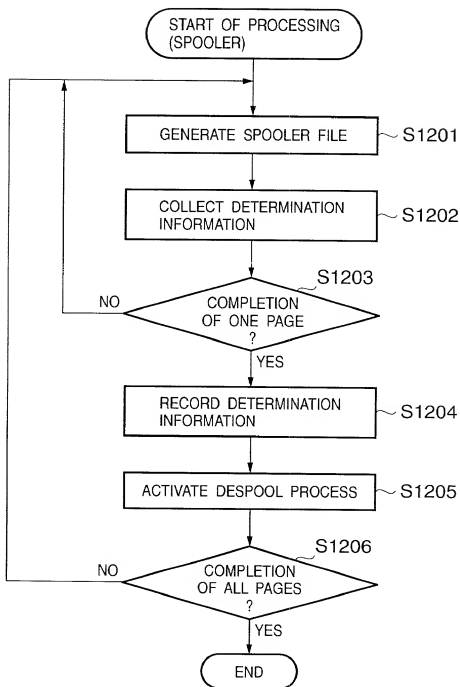 START OF PROCESSING
(SPOOLER)
GENERATE SPOOLER FILE
S1201
COLLECT DETERMINATION
INFORMATION
S1202
S1203
COMPLETION
OF ONE PAGE
?
NO
YES
RECORD DETERMINATION
INFORMATION
S1204
ACTIVATE DESPOOL PROCESS
S1205
S1206
COMPLETION
OF ALL PAGES
?
NO
YES
END